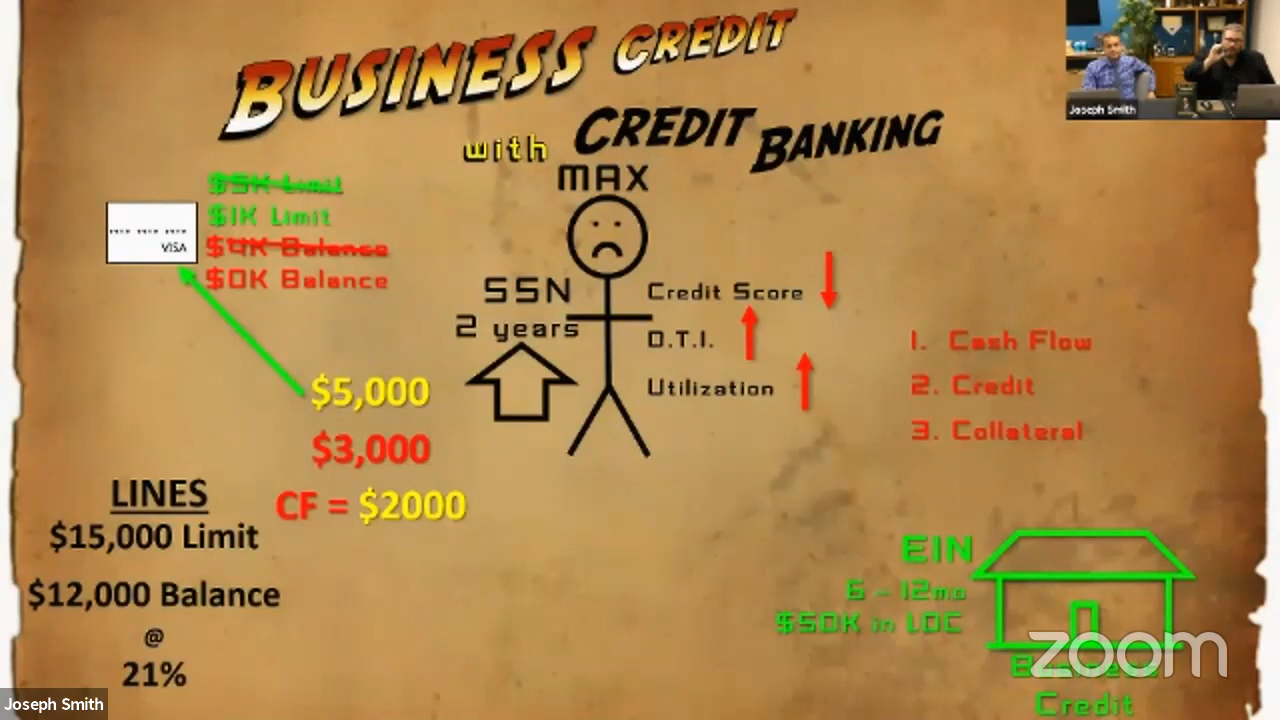 BUSINESS CREDIT
with CREDIT BANKING
Joseph Smith
MAX
$5K Limit
$1K Limit
$4K Balance
$0K Balance
VISA
SSN
2 years
Credit Score
D.T.I.
Utilization
1. Cash Flow
2. Credit
3. Collateral
$5,000
$3,000
CF = $2000
LINES
$15,000 Limit
$12,000 Balance
@
21%
EIN
6 - 12mo
$50K in LOC
Business
Credit
zoom
Joseph Smith